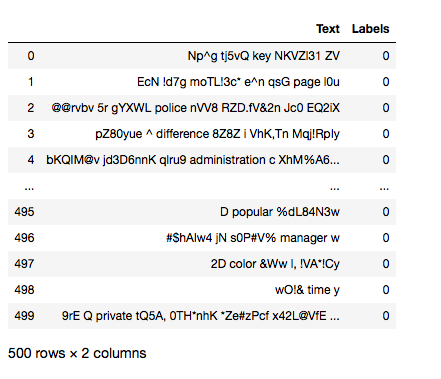 Text Labels
0 Np^g tj5vQ key NKVZl31 ZV 0
1 EcN !d7g moTL!3c* e^n qsG page l0u 0
2 @@rvbv 5r gYXWL police nVV8 RZD.fV&2n Jc0 EQ2iX 0
3 pZ80yue ^ difference 8Z8Z i VhK,Tn Mqj!Rply 0
4 bKQIM@v jd3D6nnK qlru9 administration c XhM%A6... 0
... ... ...
495 D popular %dL84N3w 0
496 #$hAlw4 jN s0P#V% manager w 0
497 2D color &Ww l, !VA*!Cy 0
498 wO!& time y 0
499 9rE Q private tQ5A, 0TH*nhK *Ze#zPcf x42L@VfE ... 0
500 rows × 2 columns